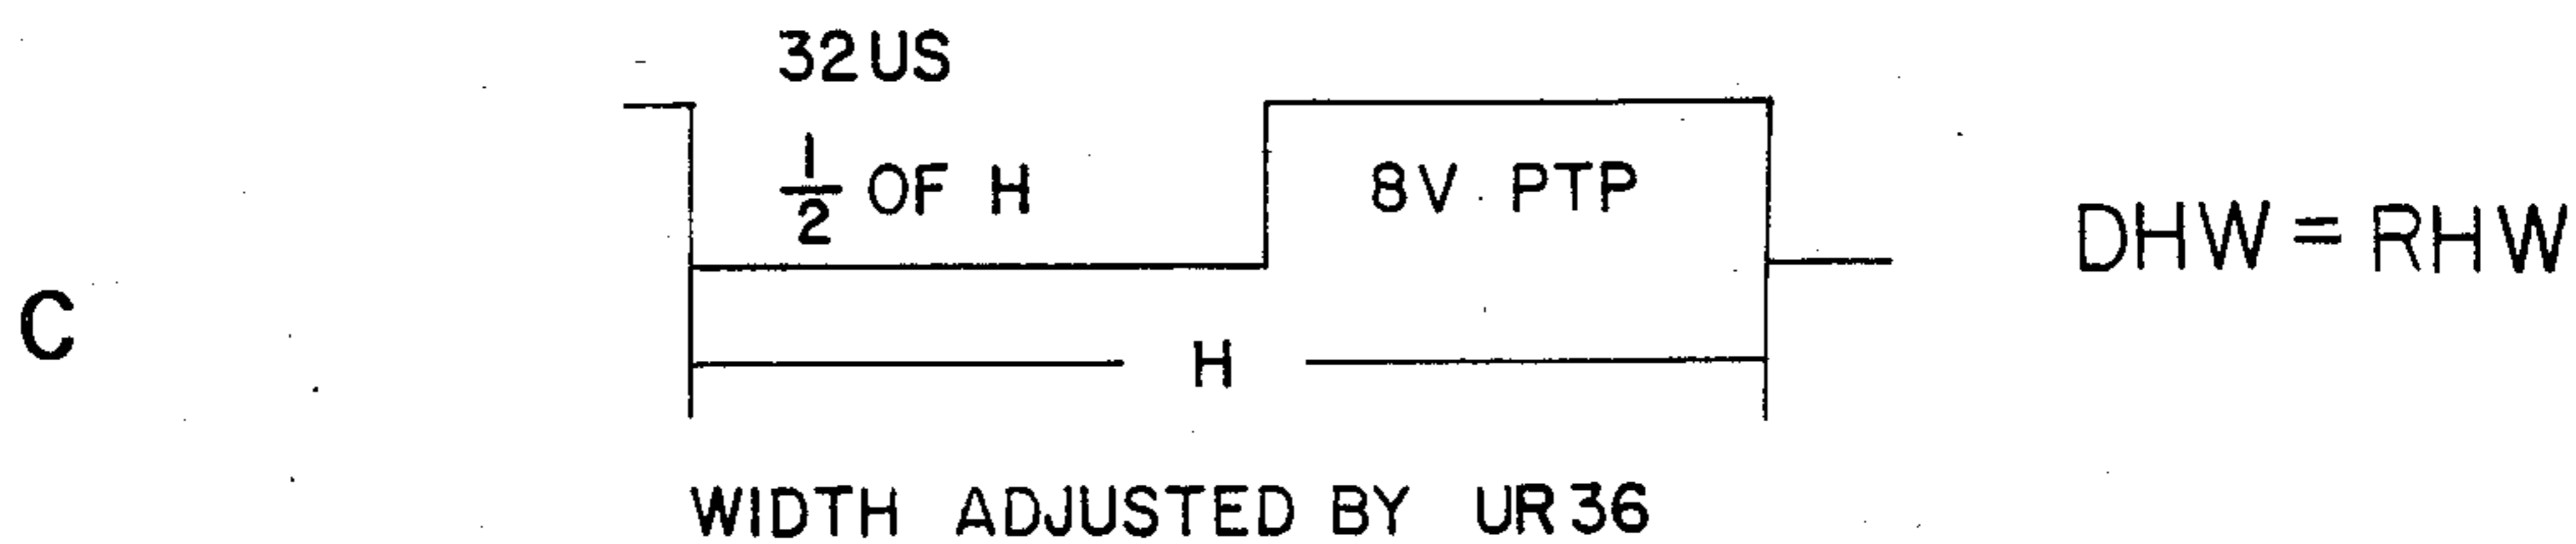 32US
1/2 OF H
8V PTP
DHW = RHW
C
H
WIDTH ADJUSTED BY UR36